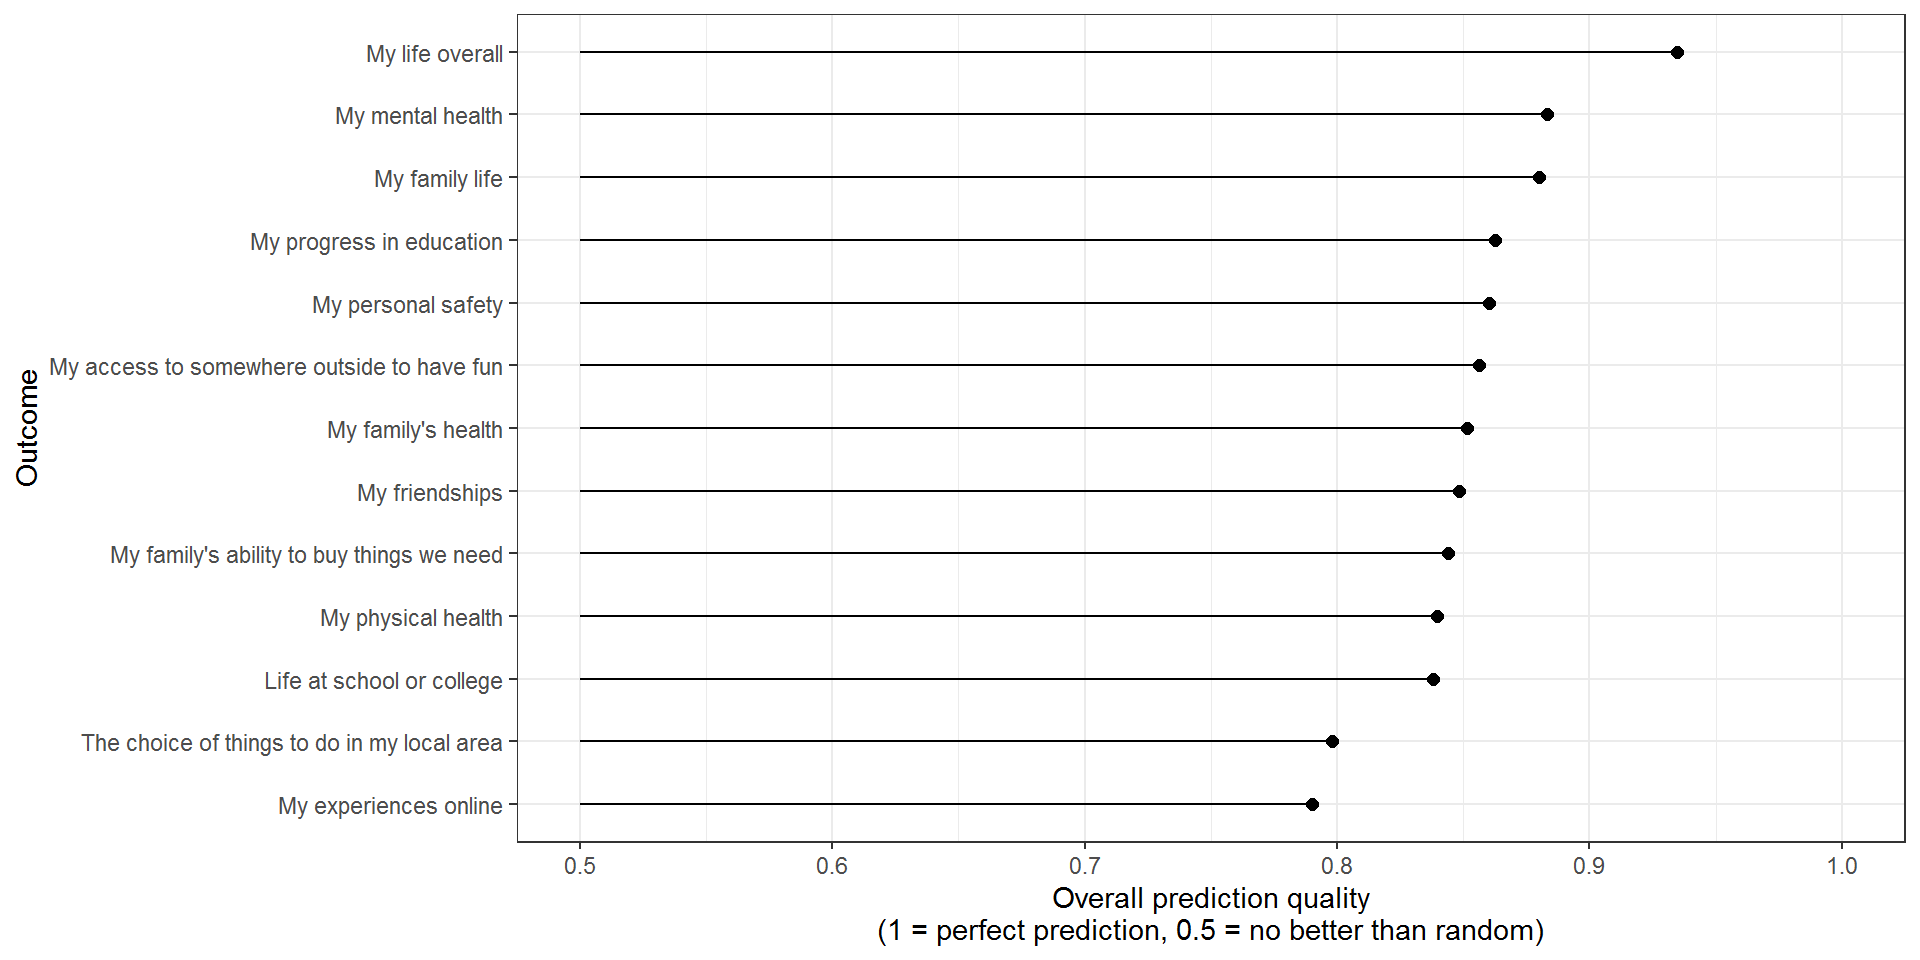 My life overall
My mental health
My family life
My progress in education
My personal safety
My access to somewhere outside to have fun
My family's health
My friendships
My family's ability to buy things we need
My physical health
Life at school or college
The choice of things to do in my local area
My experiences online
Outcome
0.5 0.6 0.7 0.8 0.9 1.0
Overall prediction quality
(1 = perfect prediction, 0.5 = no better than random)